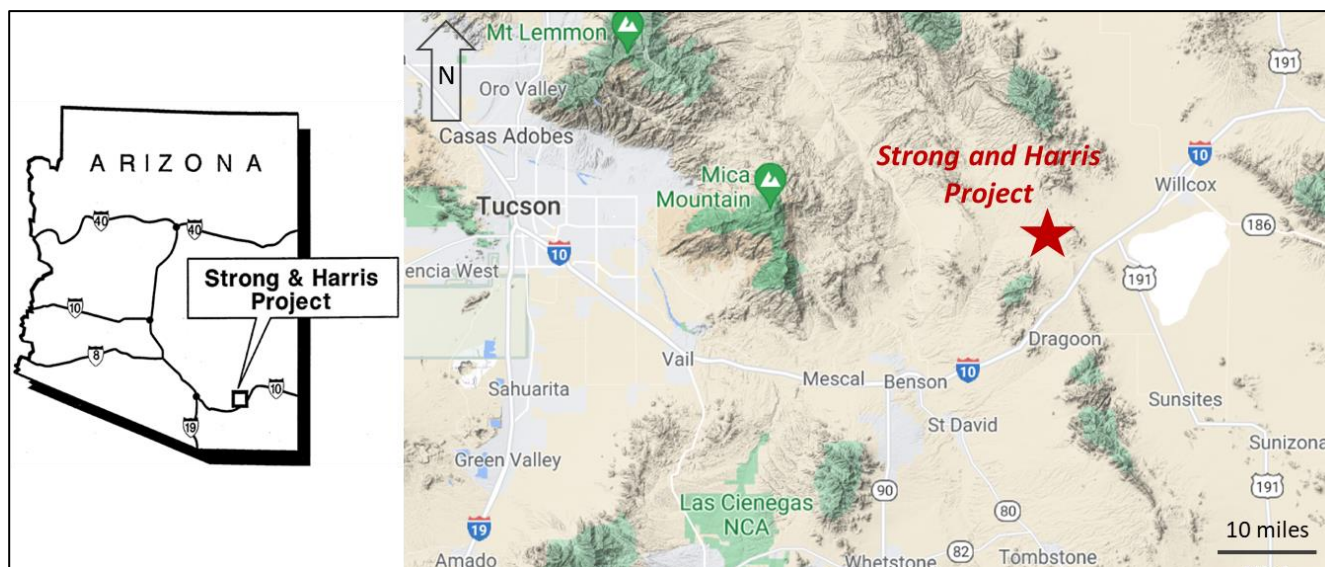 ARIZONA
40
40
Strong & Harris
Project
10
8
10
19
N
Mt Lemmon
Oro Valley
Casas Adobes
Mica
Mountain
Tucson
10
encia West
Vail
Sahuarita
Green Valley
19
Amado
Las Cienegas
NCA
Mescal
Benson
10
St David
90
80
82
Whetstone
Tombstone
Strong and Harris
Project
191
10
Willcox
186
191
Dragoon
Sunsites
Sunizona
191
10 miles